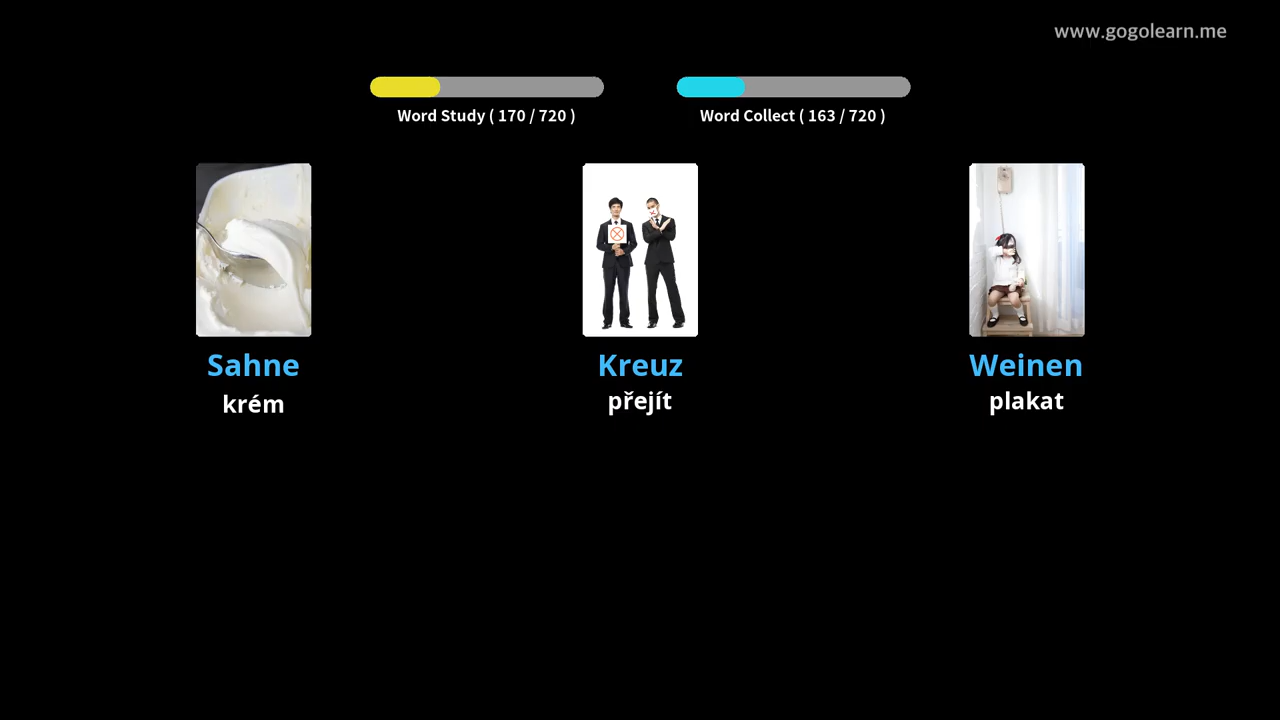 www.gogolearn.me
Word Study ( 170 / 720 )
Word Collect ( 163 / 720 )
Sahne
krém
Kreuz
přejít
Weinen
plakat